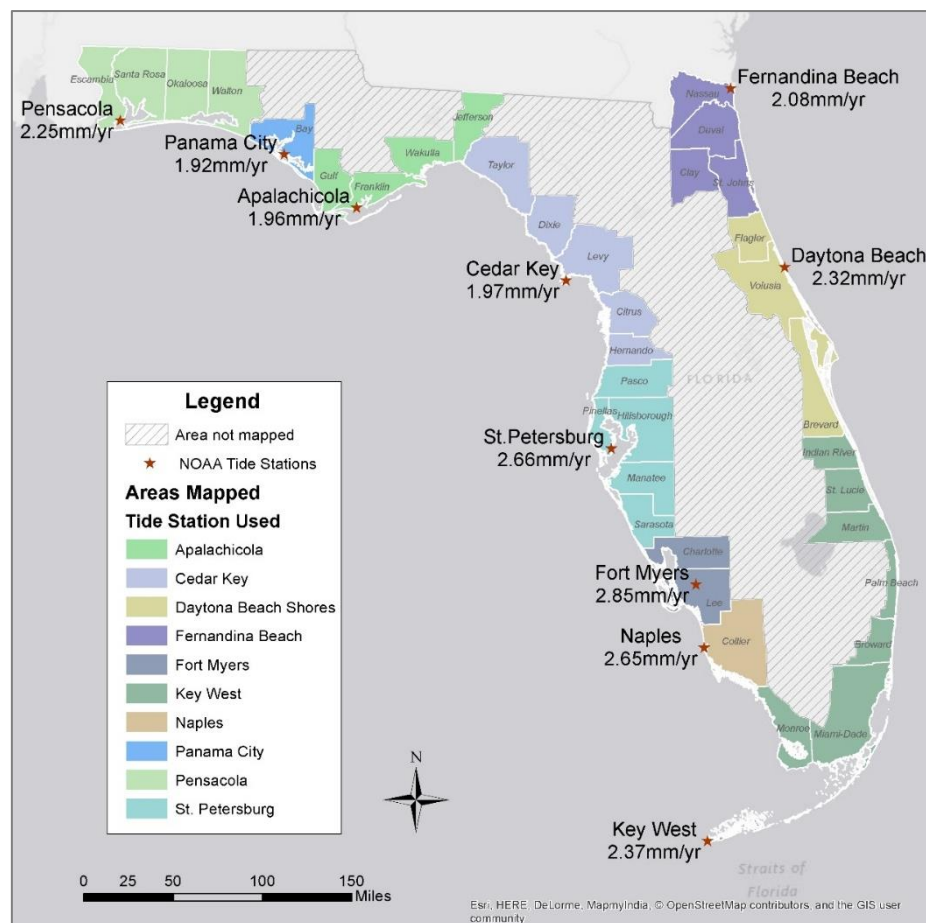 Fernandina Beach
2.08mm/yr
Pensacola
2.25mm/yr
Panama City
1.92mm/yr
Apalachicola
1.96mm/yr
Cedar Key
1.97mm/yr
Daytona Beach
2.32mm/yr
St.Petersburg
2.66mm/yr
Fort Myers
2.85mm/yr
Naples
2.65mm/yr
Key West
2.37mm/yr
Escambia
Santa Rosa
Okaloosa
Walton
Bay
Gulf
Franklin
Wakulla
Jefferson
Taylor
Dixie
Levy
Citrus
Hernando
Pasco
Pinellas
Hillsborough
Manatee
Sarasota
Charlotte
Lee
Collier
Monroe
Miami-Dade
Broward
Palm Beach
Martin
St. Lucie
Indian River
Brevard
Volusia
Flagler
St. Johns
Clay
Duval
Nassau
FLORIDA
Straits of
Florida
Legend
Area not mapped
NOAA Tide Stations
Areas Mapped
Tide Station Used
Apalachicola
Cedar Key
Daytona Beach Shores
Fernandina Beach
Fort Myers
Key West
Naples
Panama City
Pensacola
St. Petersburg
N
0 25 50 100 150
Miles
Esri, HERE, DeLorme, MapmyIndia, © OpenStreetMap contributors, and the GIS user
community